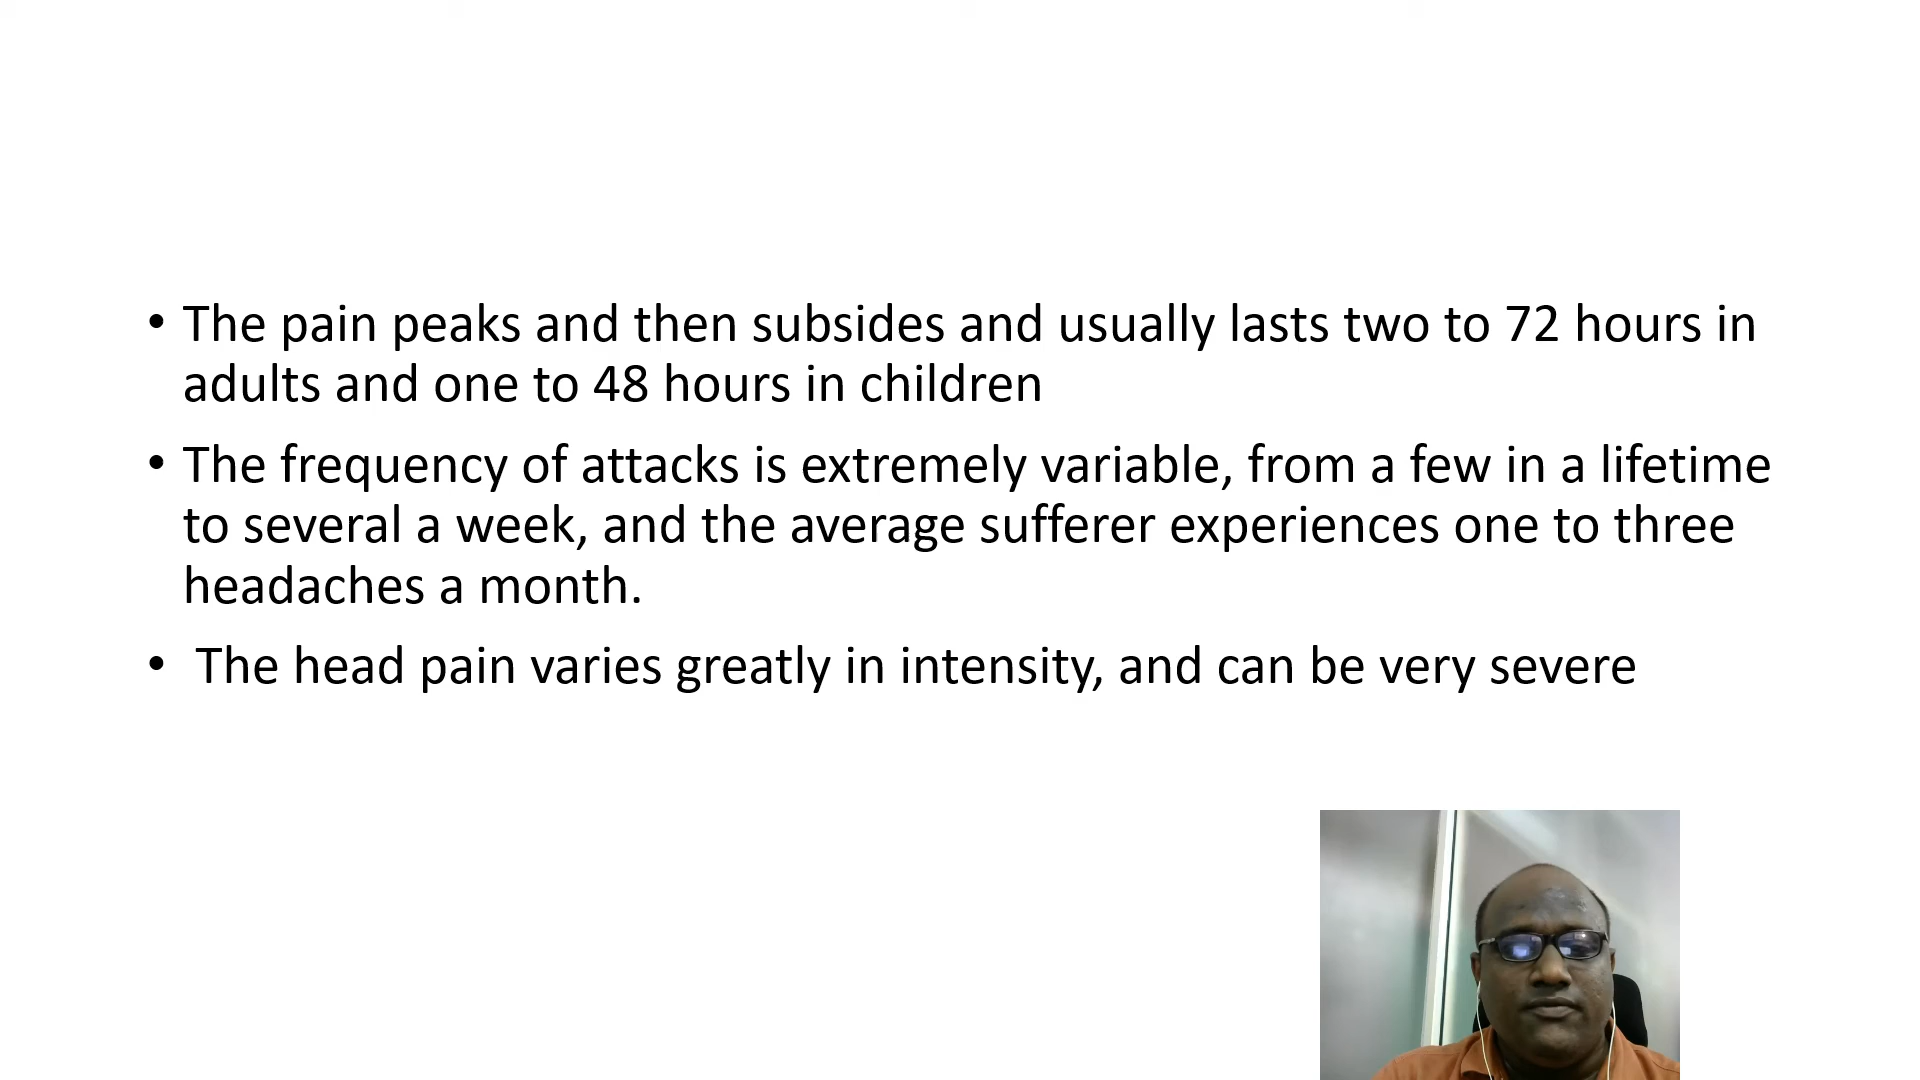 • The pain peaks and then subsides and usually lasts two to 72 hours in
adults and one to 48 hours in children
• The frequency of attacks is extremely variable, from a few in a lifetime
to several a week, and the average sufferer experiences one to three
headaches a month.
• The head pain varies greatly in intensity, and can be very severe